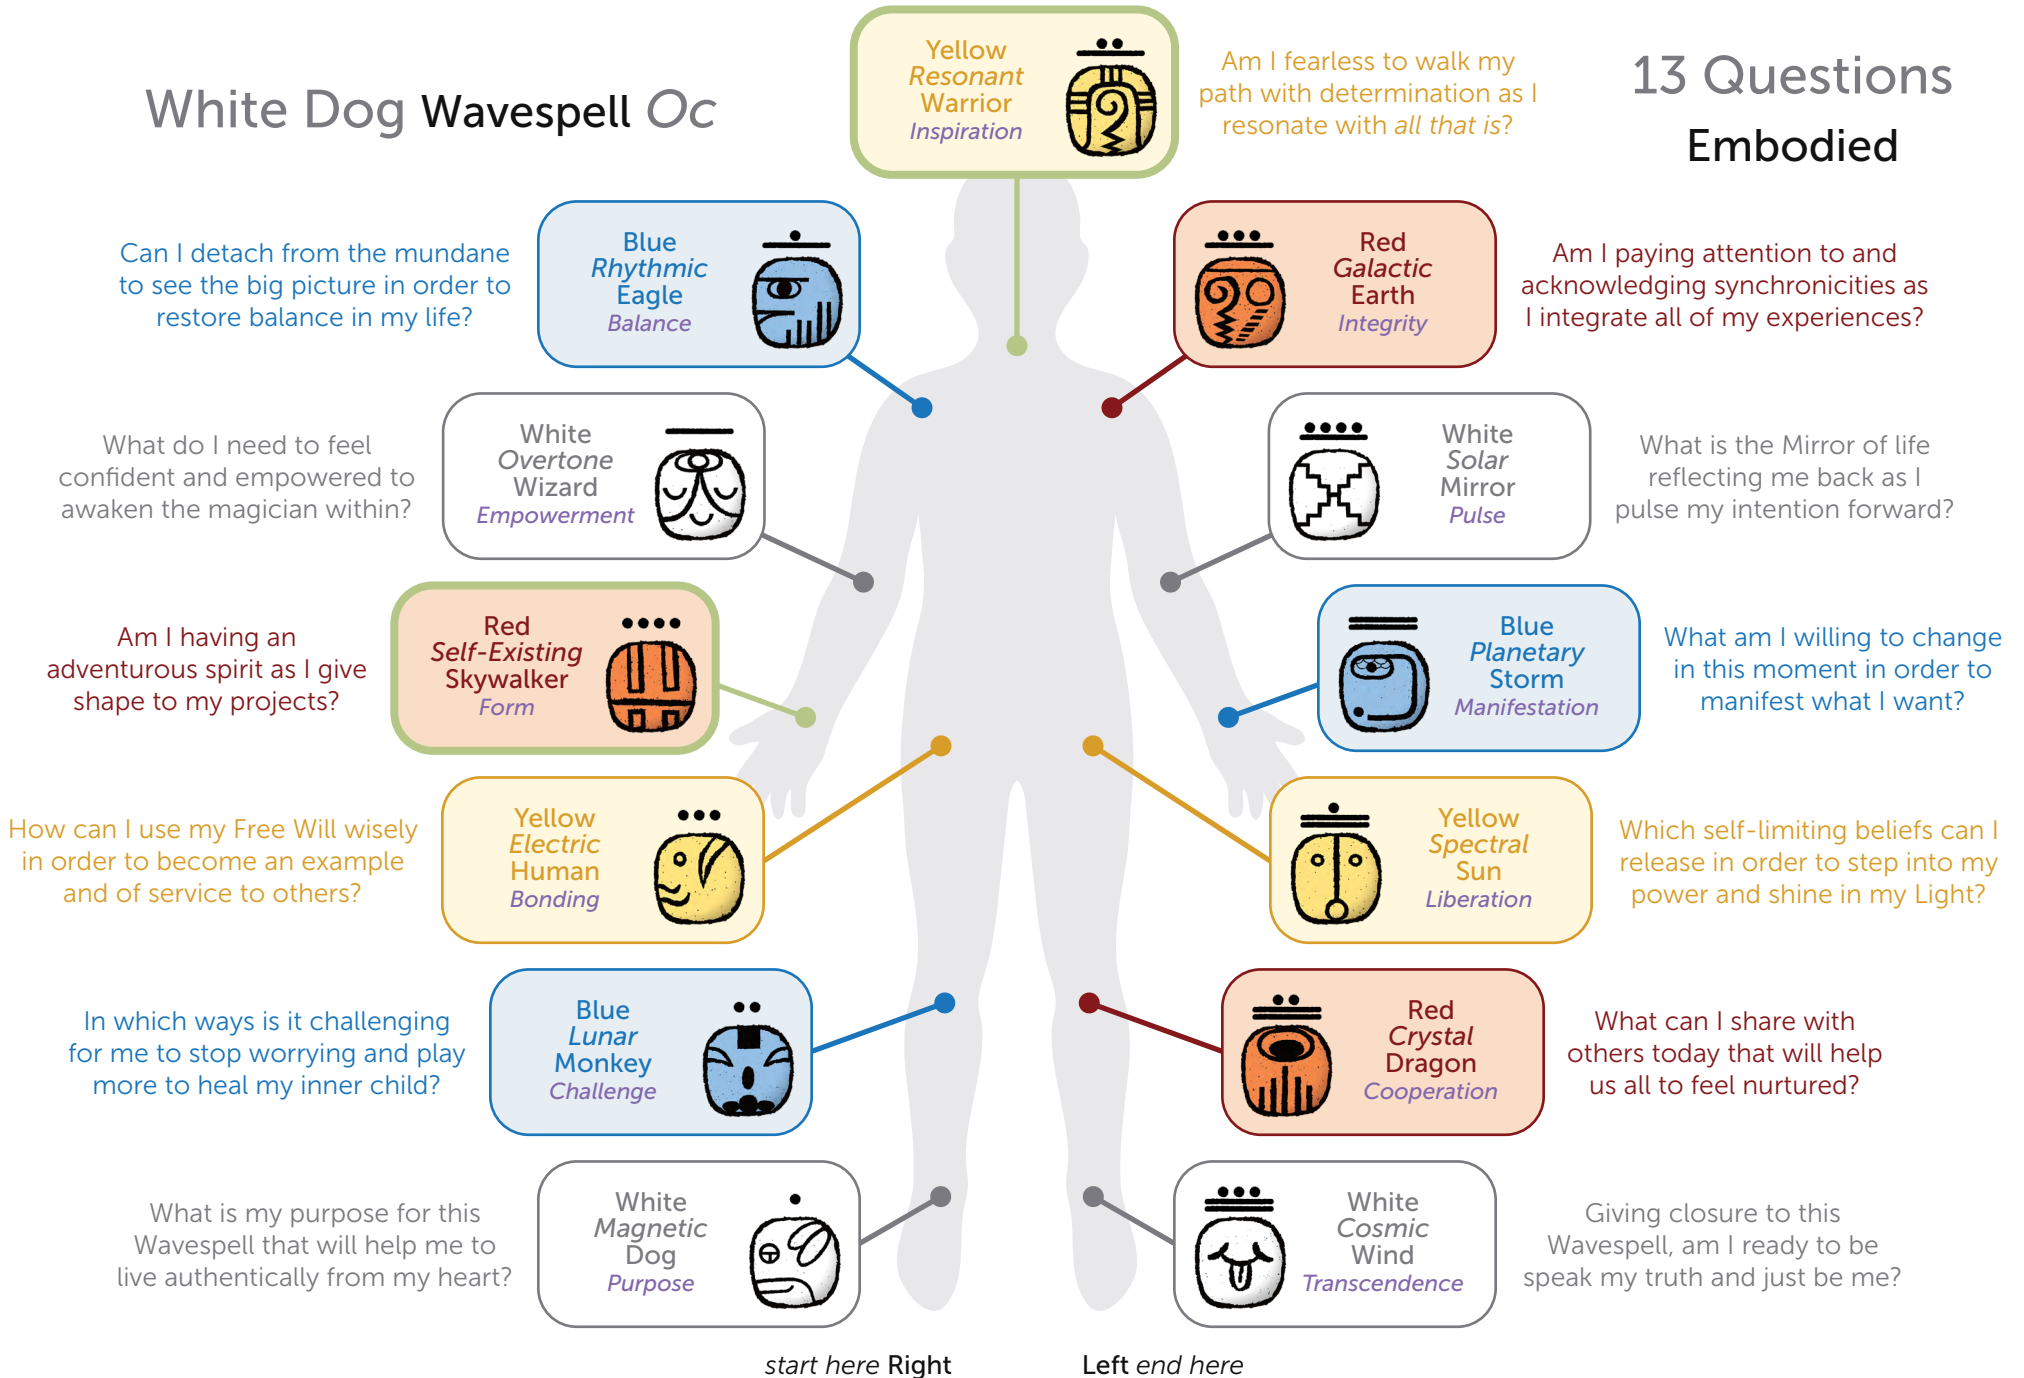 White Dog Wavespell Oc
13 Questions
Embodied
Yellow
Resonant
Warrior
Inspiration
Am I fearless to walk my
path with determination as I
resonate with all that is?
Can I detach from the mundane
to see the big picture in order to
restore balance in my life?
Blue
Rhythmic
Eagle
Balance
Red
Galactic
Earth
Integrity
Am I paying attention to and
acknowledging synchronicities as
I integrate all of my experiences?
What do I need to feel
confident and empowered to
awaken the magician within?
White
Overtone
Wizard
Empowerment
White
Solar
Mirror
Pulse
What is the Mirror of life
reflecting me back as I
pulse my intention forward?
Am I having an
adventurous spirit as I give
shape to my projects?
Red
Self-Existing
Skywalker
Form
Blue
Planetary
Storm
Manifestation
What am I willing to change
in this moment in order to
manifest what I want?
How can I use my Free Will wisely
in order to become an example
and of service to others?
Yellow
Electric
Human
Bonding
Yellow
Spectral
Sun
Liberation
Which self-limiting beliefs can I
release in order to step into my
power and shine in my Light?
In which ways is it challenging
for me to stop worrying and play
more to heal my inner child?
Blue
Lunar
Monkey
Challenge
Red
Crystal
Dragon
Cooperation
What can I share with
others today that will help
us all to feel nurtured?
What is my purpose for this
Wavespell that will help me to
live authentically from my heart?
White
Magnetic
Dog
Purpose
White
Cosmic
Wind
Transcendence
Giving closure to this
Wavespell, am I ready to be
speak my truth and just be me?
start here Right
Left end here